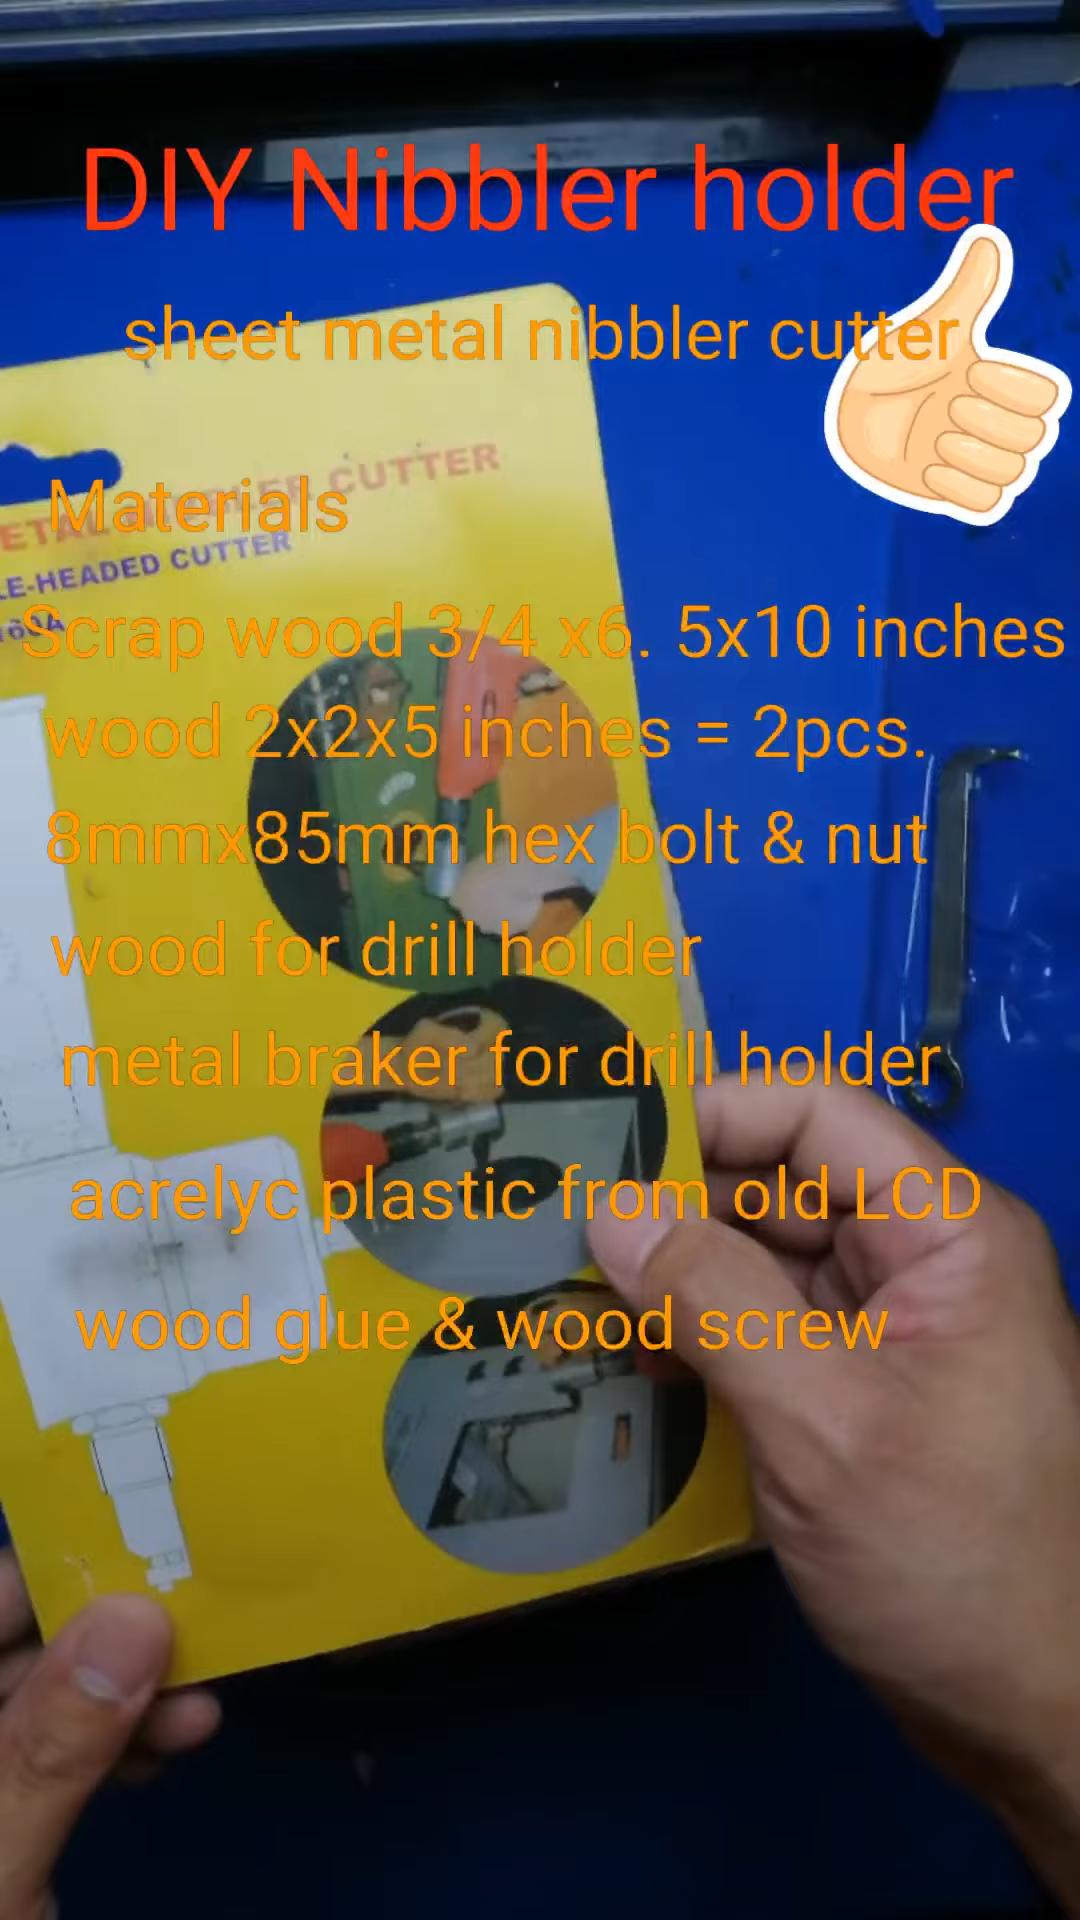 DIY Nibbler holder
sheet metal nibbler cutter
Materials
CUTTER
LE-HEADED CUTTER
160A
Scrap wood 3/4 x6. 5x10 inches
wood 2x2x5 inches = 2pcs.
8mmx85mm hex bolt & nut
wood for drill holder
metal braker for drill holder
acrelyc plastic from old LCD
wood glue & wood screw